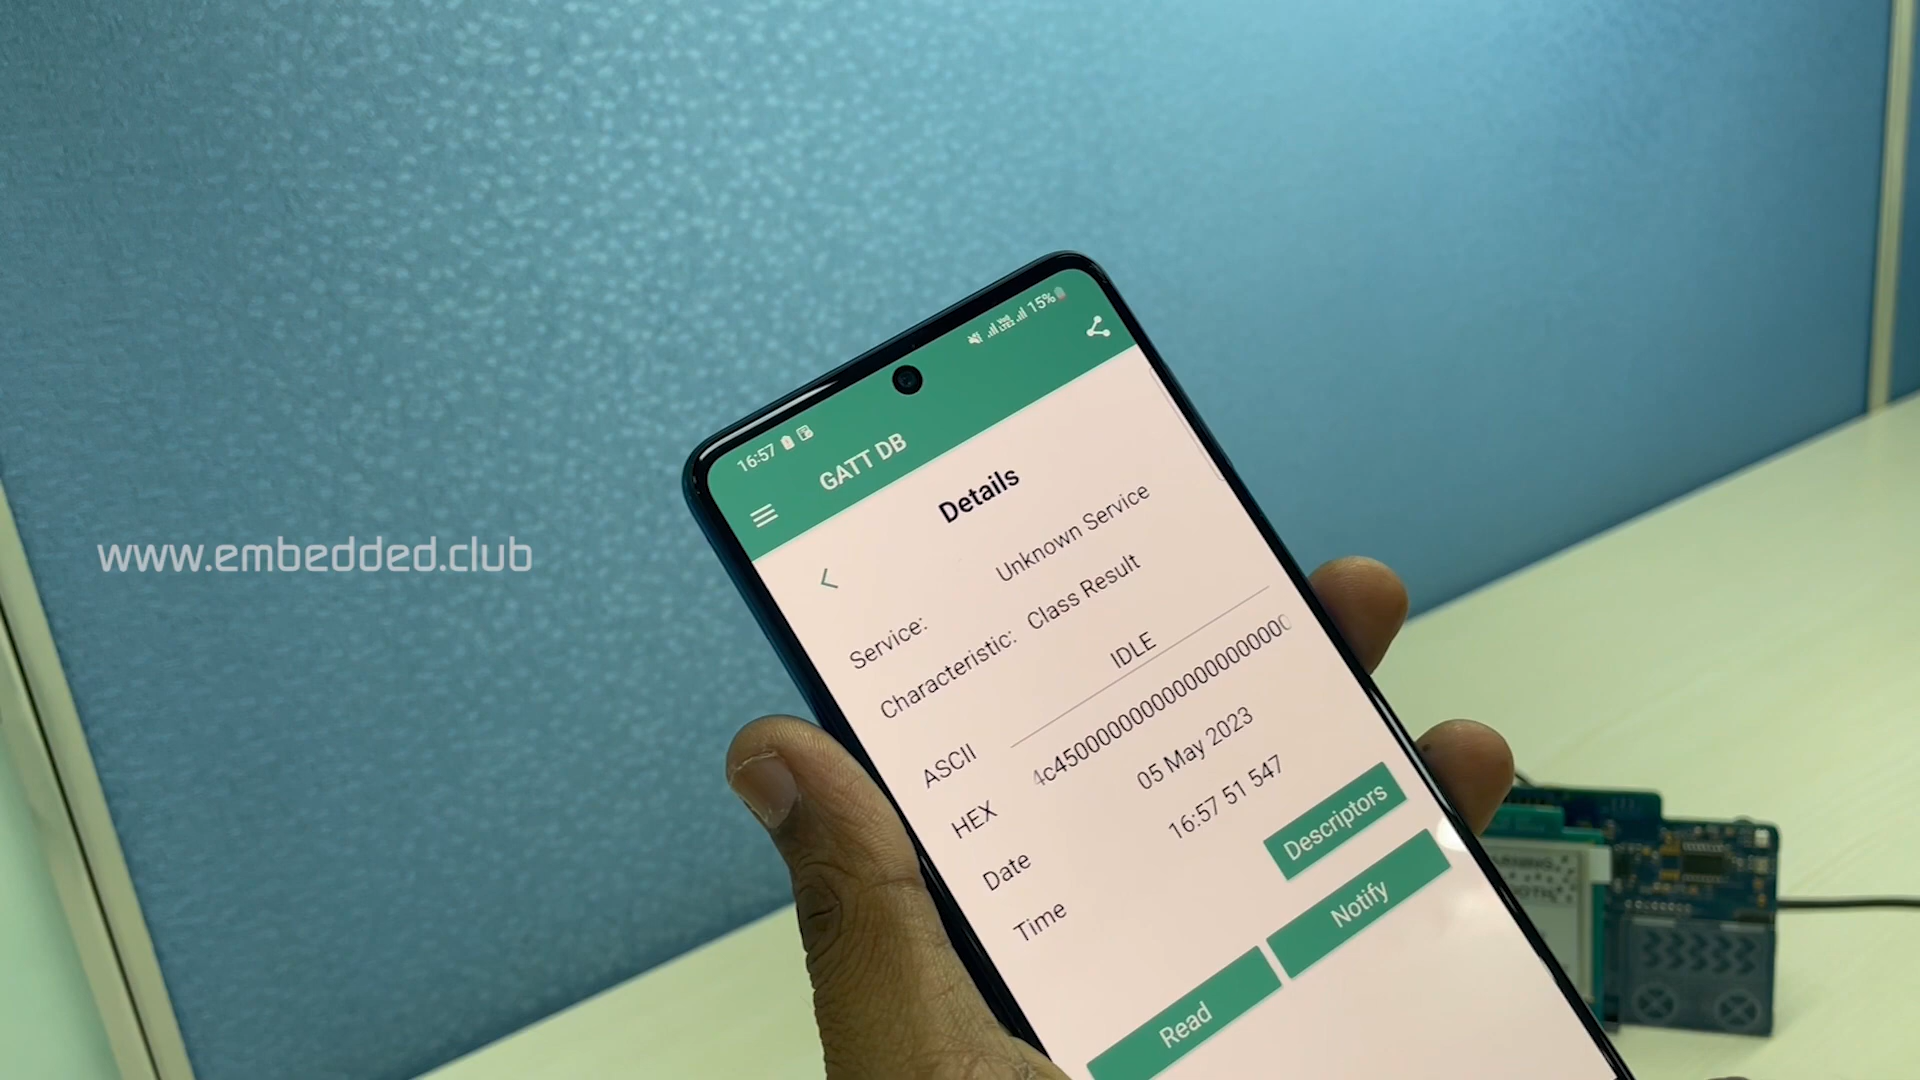 16:57
15%
GATT DB
Details
Service: Unknown Service
Characteristic: Class Result
ASCII IDLE
HEX 4c450000000000000000000000
Date 05 May 2023
Time 16:57 51 547
Descriptors
Read Notify
www.embedded.club